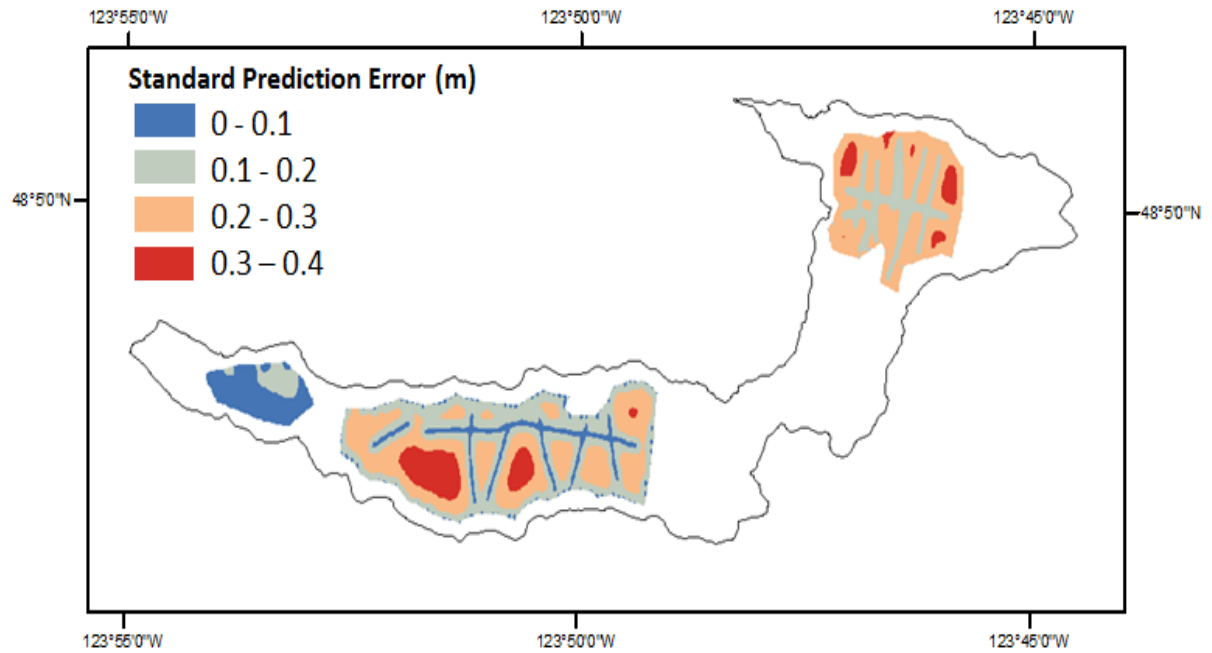 123°55'0"W 123°50'0"W 123°45'0"W
Standard Prediction Error (m)
0 - 0.1
0.1 - 0.2
48°5'0"N 48°5'0"N
0.2 - 0.3
0.3 – 0.4
123°55'0"W 123°50'0"W 123°45'0"W